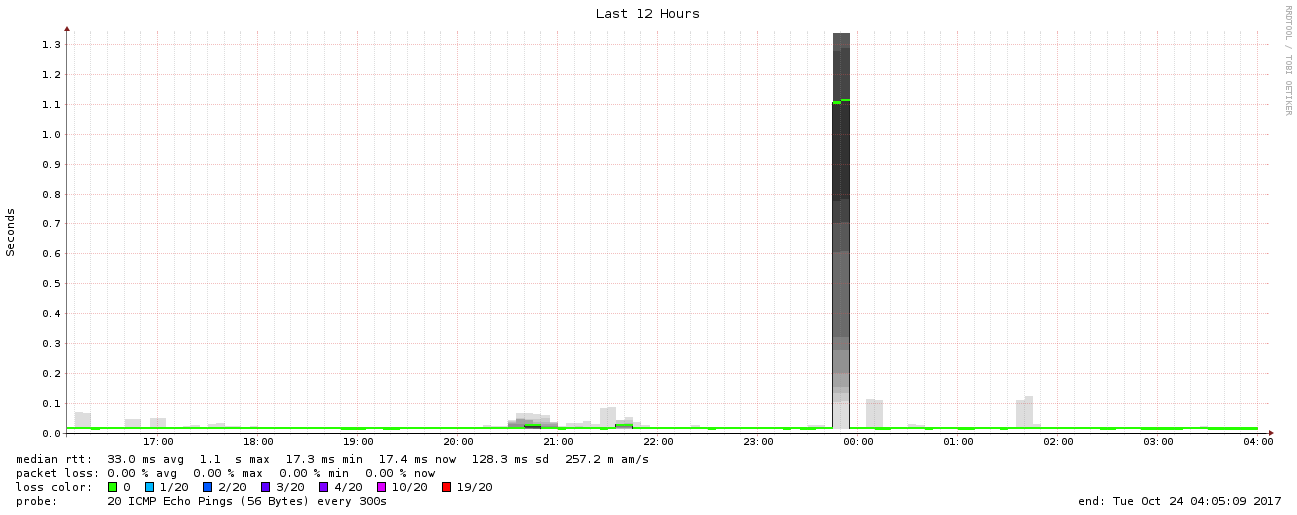 Last 12 Hours
RRDTOOL / TOBI OETIKER
Seconds
1.3
1.2
1.1
1.0
0.9
0.8
0.7
0.6
0.5
0.4
0.3
0.2
0.1
0.0
17:00 18:00 19:00 20:00 21:00 22:00 23:00 00:00 01:00 02:00 03:00 04:00
median rtt: 33.0 ms avg 1.1 s max 17.3 ms min 17.4 ms now 128.3 ms sd 257.2 m am/s
packet loss: 0.00 % avg 0.00 % max 0.00 % min 0.00 % now
loss color: 0 1/20 2/20 3/20 4/20 10/20 19/20
probe: 20 ICMP Echo Pings (56 Bytes) every 300s end: Tue Oct 24 04:05:09 2017